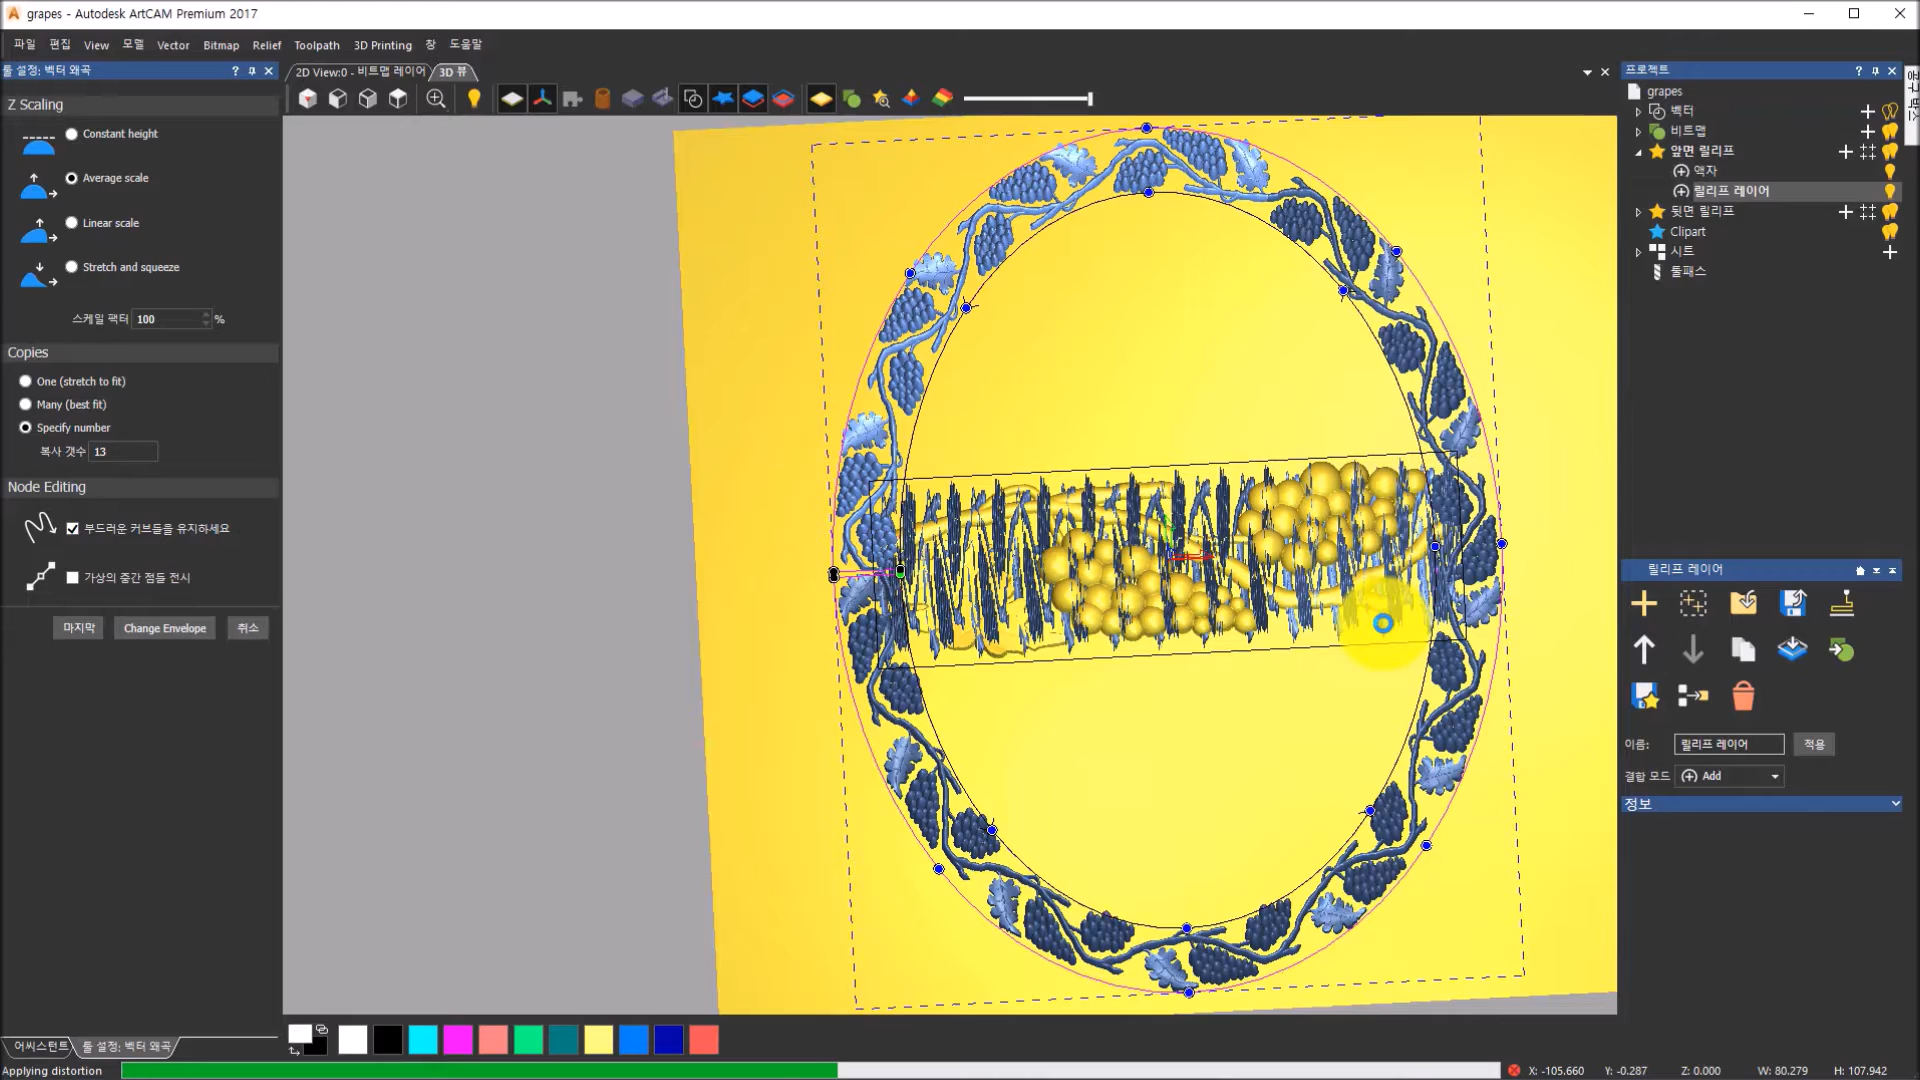 grapes - Autodesk ArtCAM Premium 2017
파일 편집 View 모델 Vector Bitmap Relief Toolpath 3D Printing 창 도움말
툴 설정: 벡터 왜곡
2D View:0 - 비트맵 레이어
3D 뷰
프로젝트
Z Scaling
Constant height
Average scale
Linear scale
Stretch and squeeze
스케일 팩터 100 %
Copies
One (stretch to fit)
Many (best fit)
Specify number
복사 갯수 13
Node Editing
부드러운 커브들을 유지하세요
가상의 중간 점들 전시
마지막 Change Envelope 취소
grapes
벡터
비트맵
앞면 릴리프
액자
릴리프 레이어
뒷면 릴리프
Clipart
시트
툴패스
릴리프 레이어
이름: 릴리프 레이어 적용
결합 모드 Add
정보
어씨스턴트 툴 설정: 벡터 왜곡
Applying distortion
X: -105.660 Y: -0.287 Z: 0.000 W: 80.279 H: 107.942